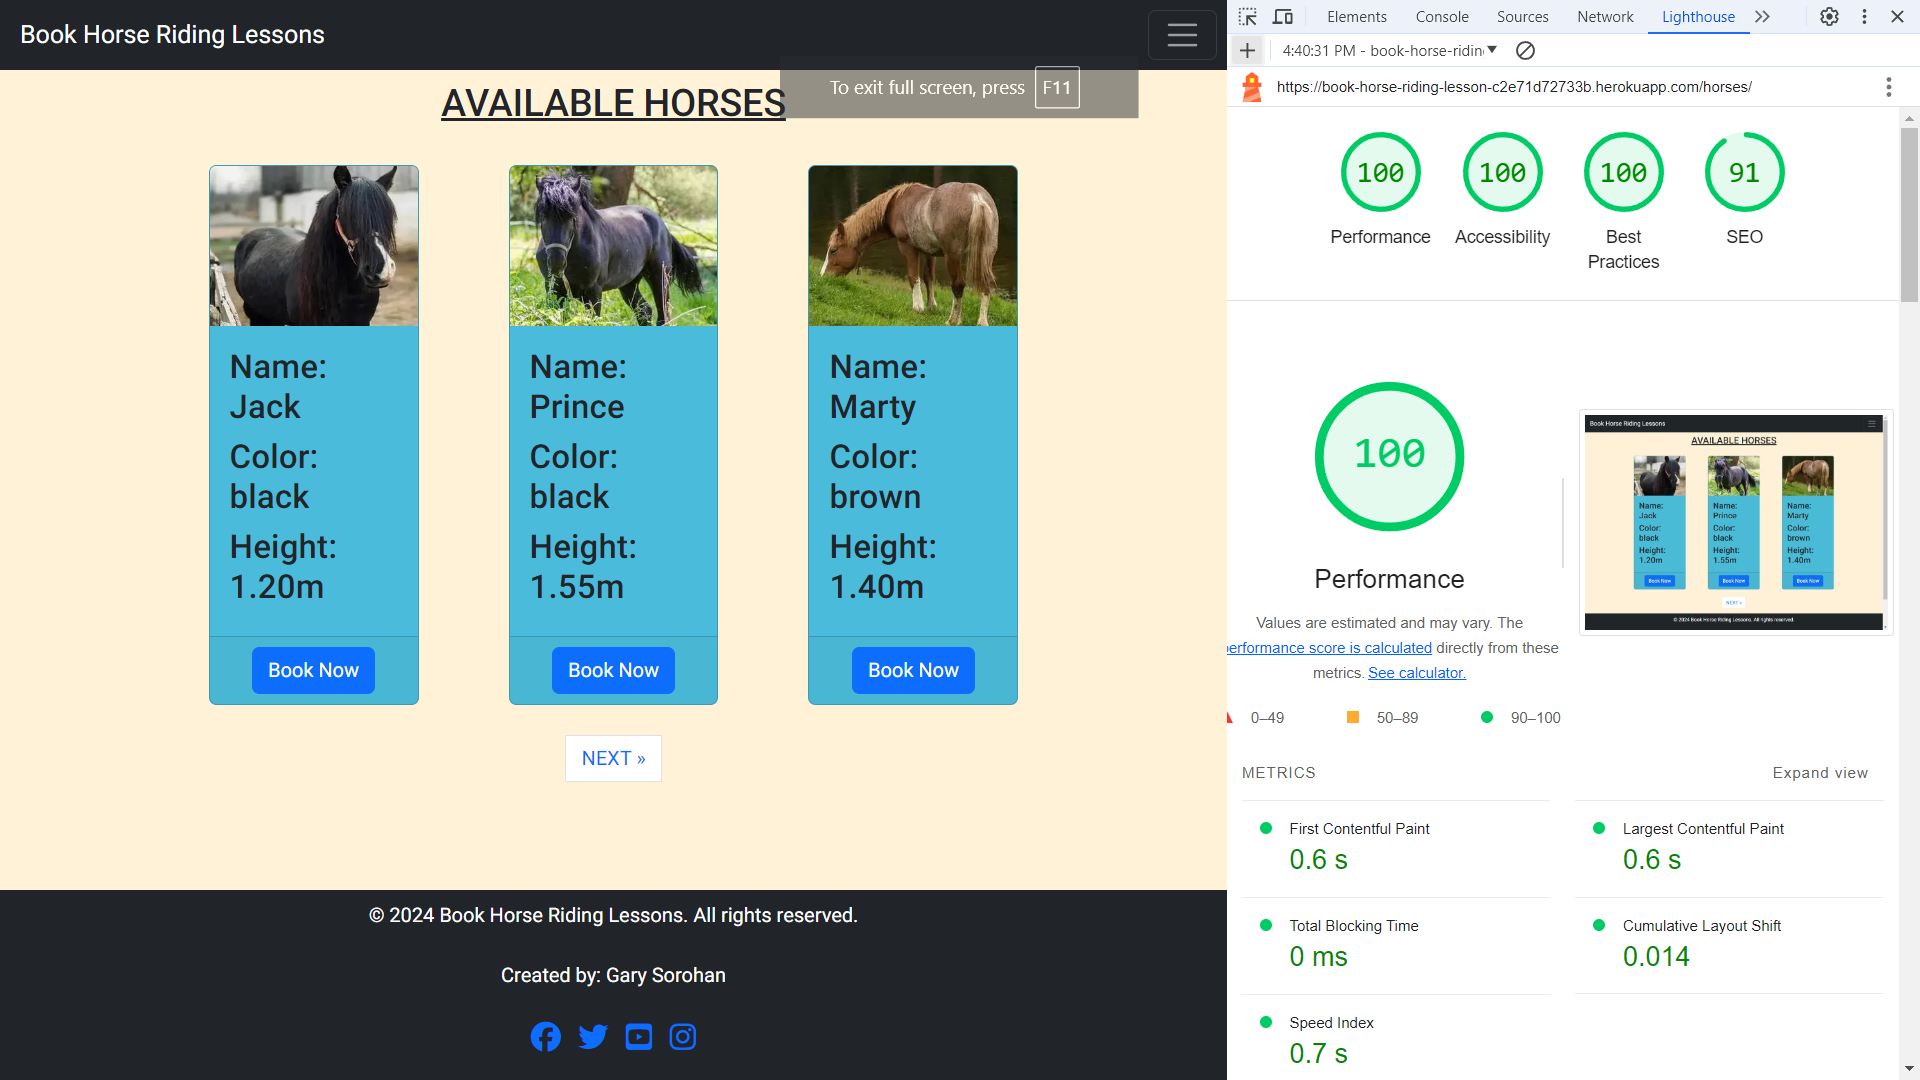 Book Horse Riding Lessons
To exit full screen, press F11
AVAILABLE HORSES
Name:
Jack
Color:
black
Height:
1.20m
Book Now
Name:
Prince
Color:
black
Height:
1.55m
Book Now
Name:
Marty
Color:
brown
Height:
1.40m
Book Now
NEXT »
© 2024 Book Horse Riding Lessons. All rights reserved.
Created by: Gary Sorohan
Elements Console Sources Network Lighthouse
4:40:31 PM - book-horse-ridin
https://book-horse-riding-lesson-c2e71d72733b.herokuapp.com/horses/
100 100 100 91
Performance Accessibility Best Practices SEO
100
Performance
Values are estimated and may vary. The
performance score is calculated directly from these
metrics. See calculator.
0–49 50–89 90–100
Book Horse Riding Lessons
AVAILABLE HORSES
Name:
Jack
Color:
black
Height:
1.20m
Book Now
Name:
Prince
Color:
black
Height:
1.55m
Book Now
Name:
Marty
Color:
brown
Height:
1.40m
Book Now
NEXT »
© 2024 Book Horse Riding Lessons. All rights reserved.
METRICS Expand view
First Contentful Paint
0.6 s
Largest Contentful Paint
0.6 s
Total Blocking Time
0 ms
Cumulative Layout Shift
0.014
Speed Index
0.7 s